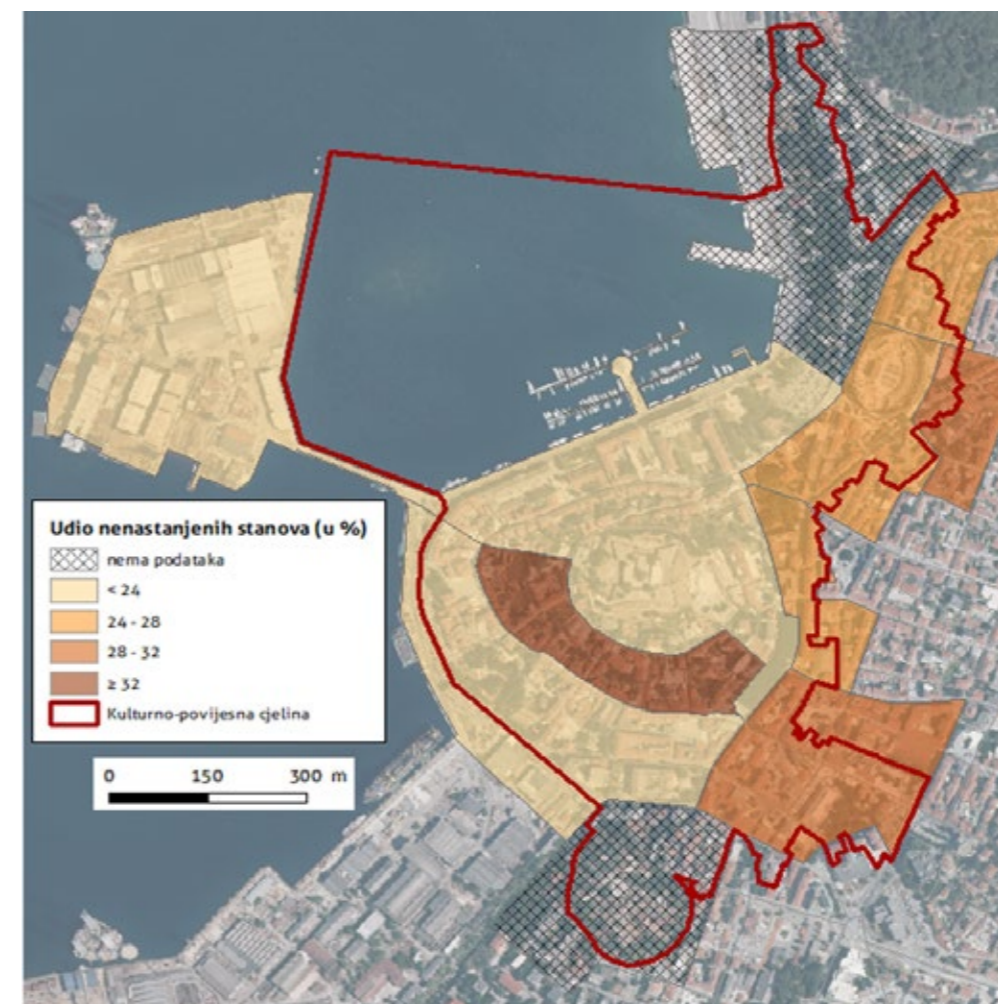 Udio nenastanjenih stanova (u %)
nema podataka
< 24
24 - 28
28 - 32
≥ 32
Kulturno-povijesna cjelina
0 150 300 m